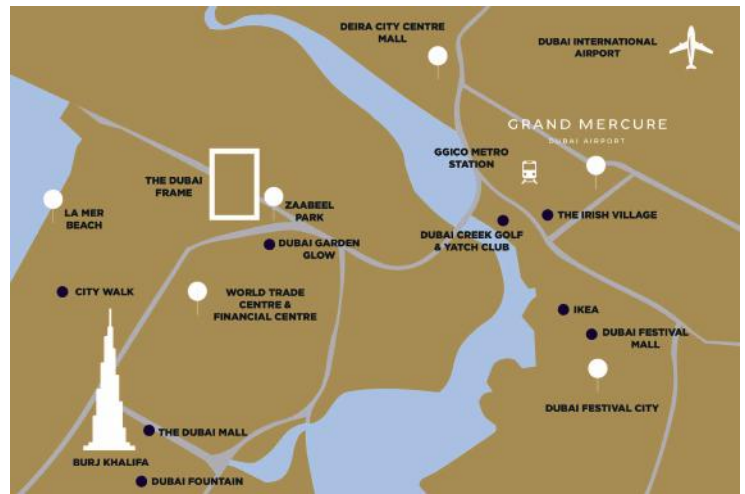 DEIRA CITY CENTRE
MALL
DUBAI INTERNATIONAL
AIRPORT
GRAND MERCURE
DUBAI AIRPORT
GGICO METRO
STATION
THE DUBAI
FRAME
ZAABEEL
PARK
LA MER
BEACH
THE IRISH VILLAGE
DUBAI CREEK GOLF
& YATCH CLUB
DUBAI GARDEN
GLOW
CITY WALK
WORLD TRADE
CENTRE &
FINANCIAL CENTRE
IKEA
DUBAI FESTIVAL
MALL
DUBAI FESTIVAL CITY
THE DUBAI MALL
BURJ KHALIFA
DUBAI FOUNTAIN